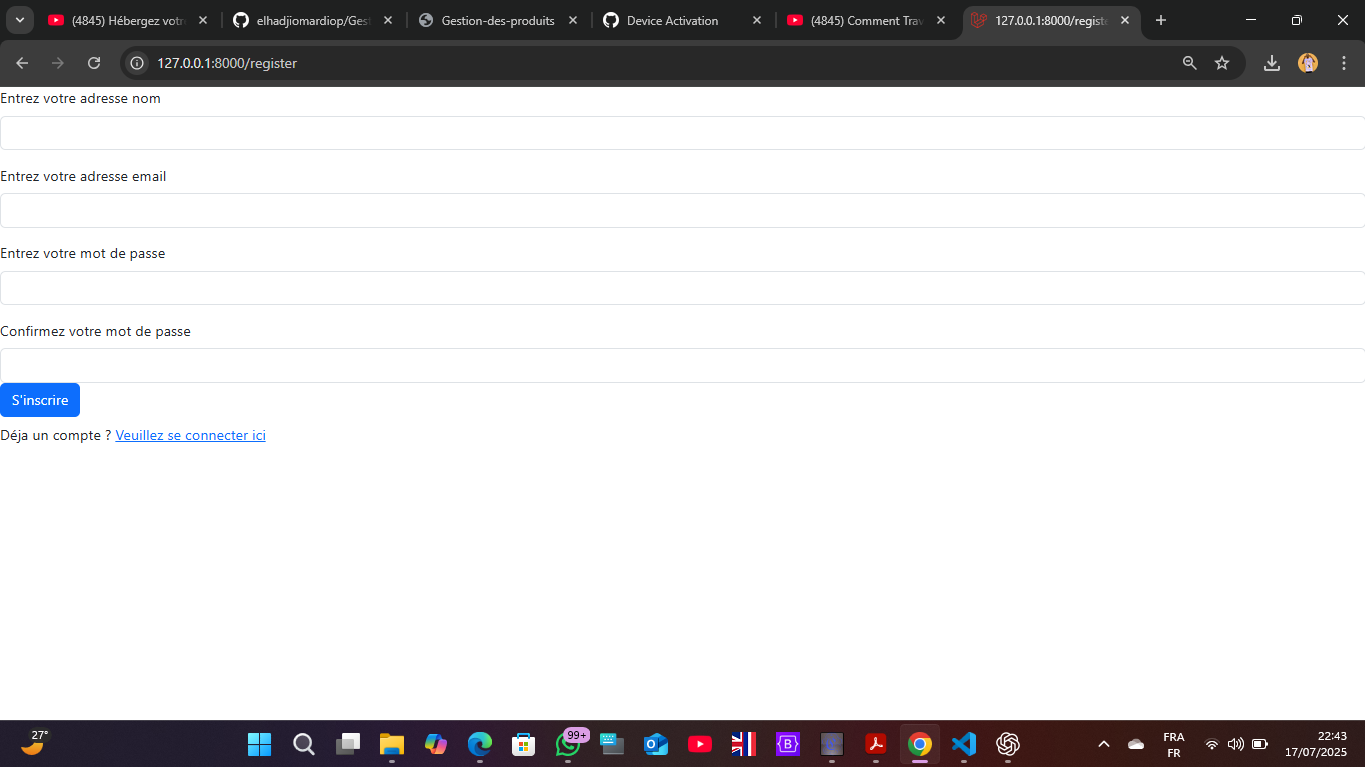 (4845) Hébergez votr
elhadjiomardiop/Gest
Gestion-des-produits
Device Activation
(4845) Comment Trav
127.0.0.1:8000/registe
127.0.0.1:8000/register
Entrez votre adresse nom
Entrez votre adresse email
Entrez votre mot de passe
Confirmez votre mot de passe
S'inscrire
Déja un compte ? Veuillez se connecter ici
27°
99+
FRA
FR
22:43
17/07/2025